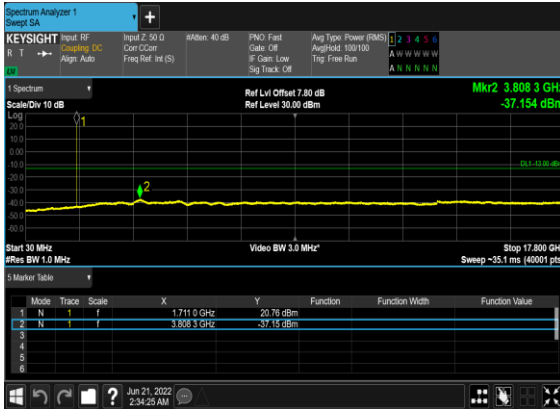 Spectrum Analyzer 1
Swept SA
+
KEYSIGHT Input: RF Input Z: 50 Ω #Atten: 40 dB PNO: Fast Avg Type: Power (RMS) 1 2 3 4 5 6
R T Coupling: DC Corr CCorr Gate: Off Avg|Hold: 100/100 A W W W W W
Align: Auto Freq Ref: Int (S) IF Gain: Low Trig: Free Run
Sig Track: Off A N N N N N
1 Spectrum
Scale/Div 10 dB
Ref Lvl Offset 7.80 dB
Ref Level 30.00 dBm
Mkr2 3.808 3 GHz
-37.154 dBm
Log
20.0
10.0
0.00
-10.0
-20.0
-30.0
-40.0
-50.0
-60.0
1
2
DL1 -13.00 dBm
Start 30 MHz Video BW 3.0 MHz* Stop 17.800 GH
#Res BW 1.0 MHz Sweep ~35.1 ms (40001 pts
5 Marker Table
Mode Trace Scale X Y Function Function Width Function Value
1 N 1 f 1.711 0 GHz 20.76 dBm
2 N 1 f 3.808 3 GHz -37.15 dBm
3
4
5
6
? Jun 21, 2022
2:34:25 AM